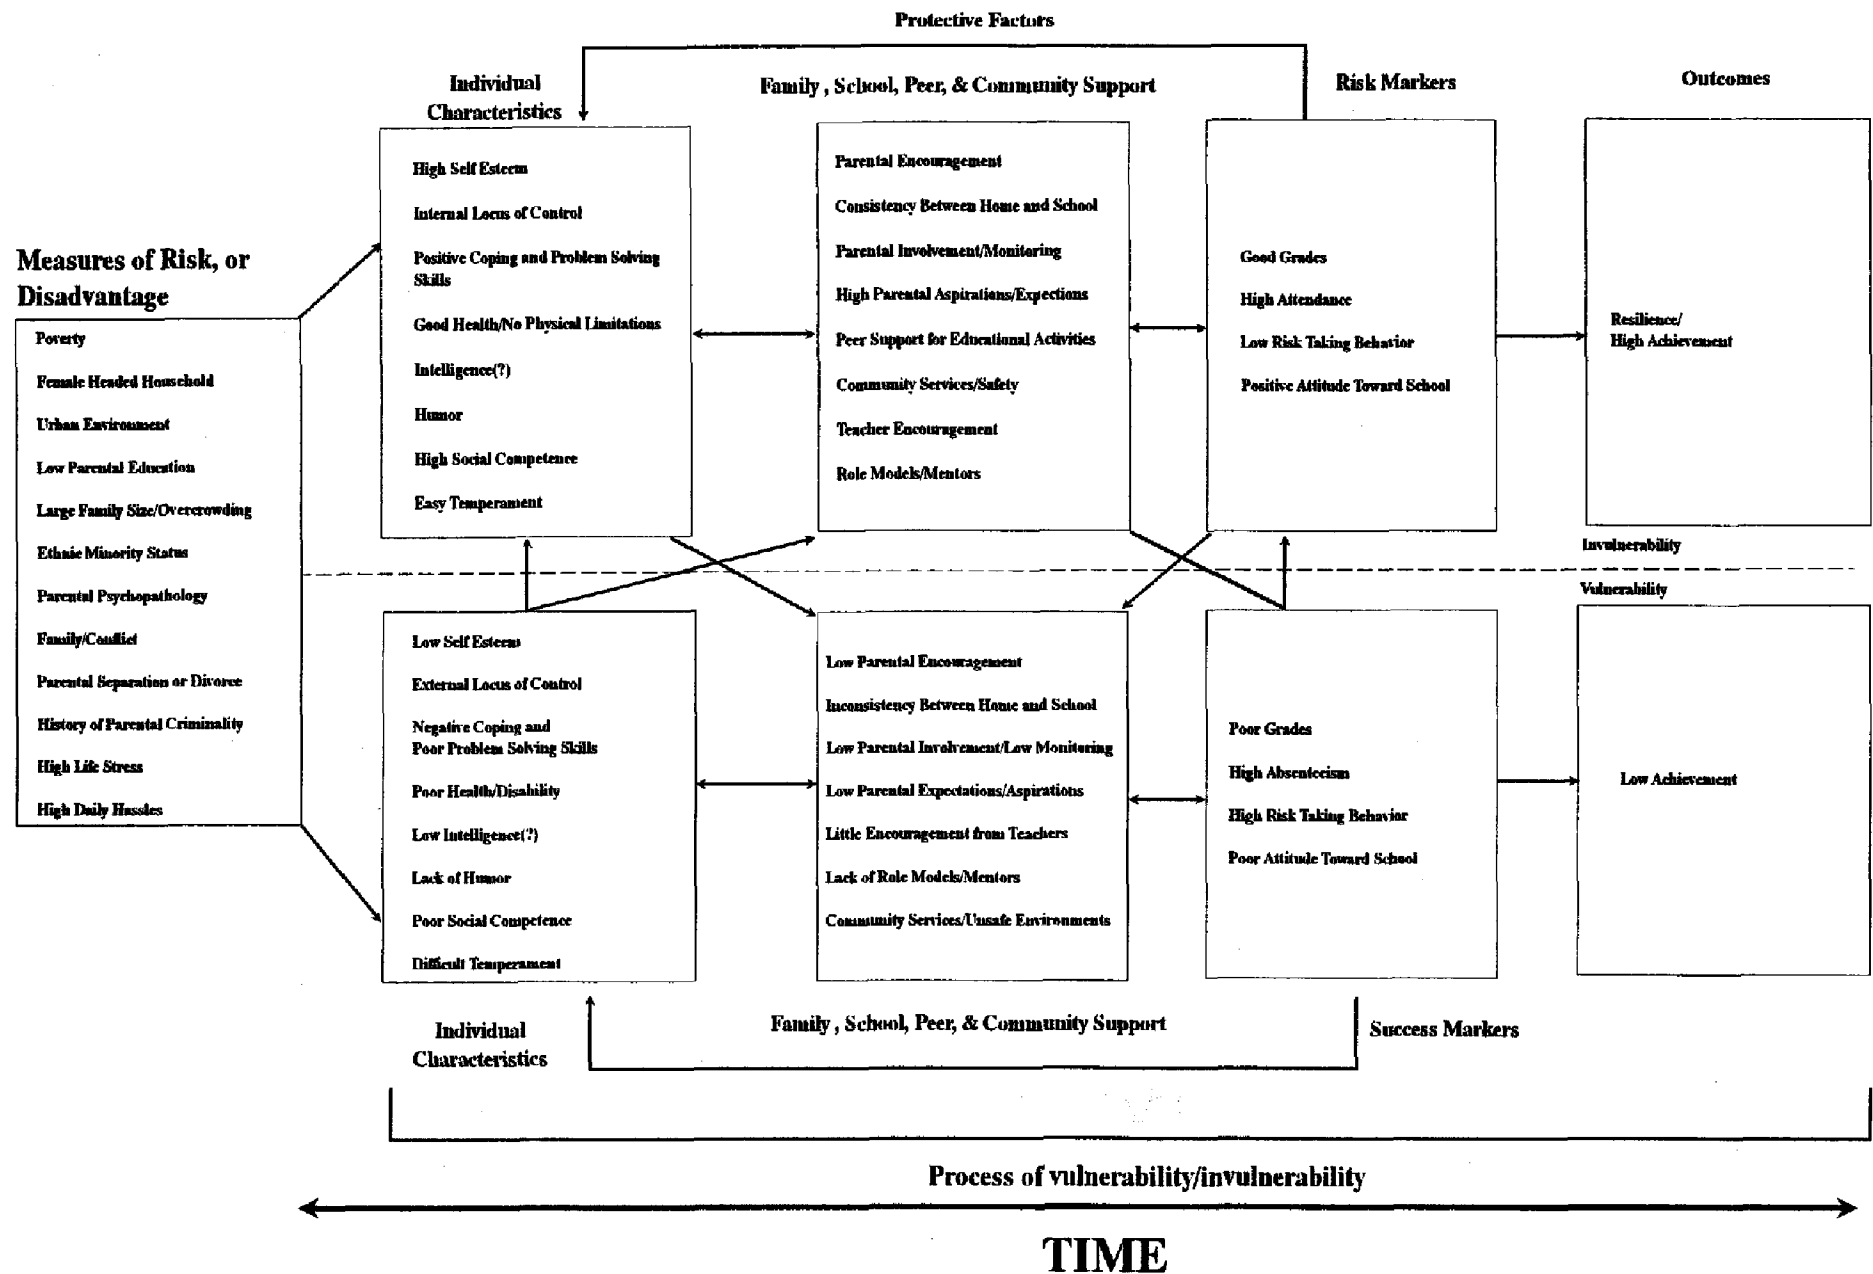 Protective Factors
Individual
Characteristics
Family , School, Peer, & Community Support
Risk Markers
Outcomes
Measures of Risk, or
Disadvantage
Poverty
Female Headed Household
Urban Environment
Low Parental Education
Large Family Size/Overcrowding
Ethnic Minority Status
Parental Psychopathology
Family/Conflict
Parental Separation or Divorce
History of Parental Criminality
High Life Stress
High Daily Hassles
High Self Esteem
Internal Locus of Control
Positive Coping and Problem Solving
Skills
Good Health/No Physical Limitations
Intelligence(?)
Humor
High Social Competence
Easy Temperament
Parental Encouragement
Consistency Between Home and School
Parental Involvement/Monitoring
High Parental Aspirations/Expections
Peer Support for Educational Activities
Community Services/Safety
Teacher Encouragement
Role Models/Mentors
Good Grades
High Attendance
Low Risk Taking Behavior
Positive Attitude Toward School
Resilience/
High Achievement
Invulnerability
Vulnerability
Low Self Esteem
External Locus of Control
Negative Coping and
Poor Problem Solving Skills
Poor Health/Disability
Low Intelligence(?)
Lack of Humor
Poor Social Competence
Difficult Temperament
Low Parental Encouragement
Inconsistency Between Home and School
Low Parental Involvement/Low Monitoring
Low Parental Expectations/Aspirations
Little Encouragement from Teachers
Lack of Role Models/Mentors
Community Services/Unsafe Environments
Poor Grades
High Absenteeism
High Risk Taking Behavior
Poor Attitude Toward School
Low Achievement
Individual
Characteristics
Family , School, Peer, & Community Support
Success Markers
Process of vulnerability/invulnerability
TIME